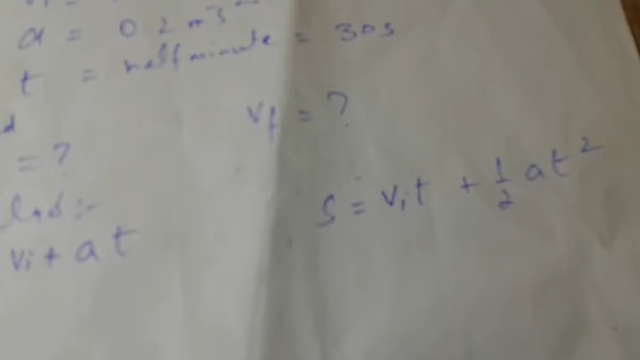 a = 0.2 ms⁻²
t = half minute = 30s
vf = ?
= ?
S = vit + 1/2 at²
vi + at